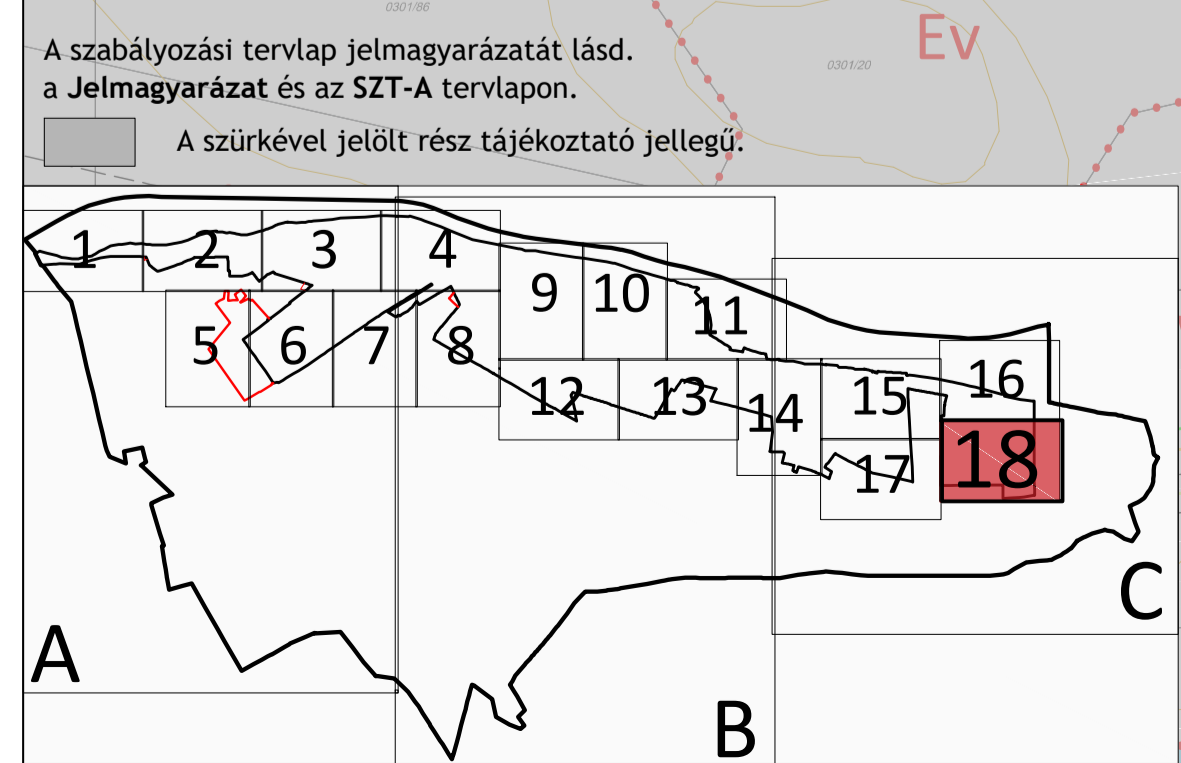 0301/86
Ev
0301/20
A szabályozási tervlap jelmagyarázatát lásd.
a Jelmagyarázat és az SZT-A tervlapon.
A szürkével jelölt rész tájékoztató jellegű.
1
2
3
4
5
6
7
8
9
10
11
12
13
14
15
16
17
18
A
B
C